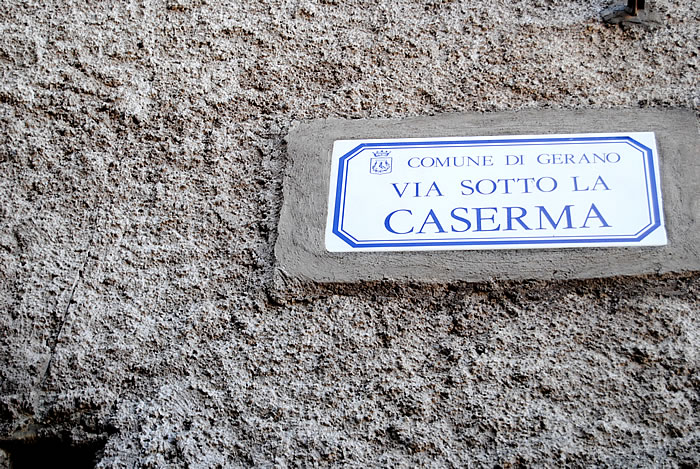 COMUNE DI GERANO
VIA SOTTO LA
CASERMA